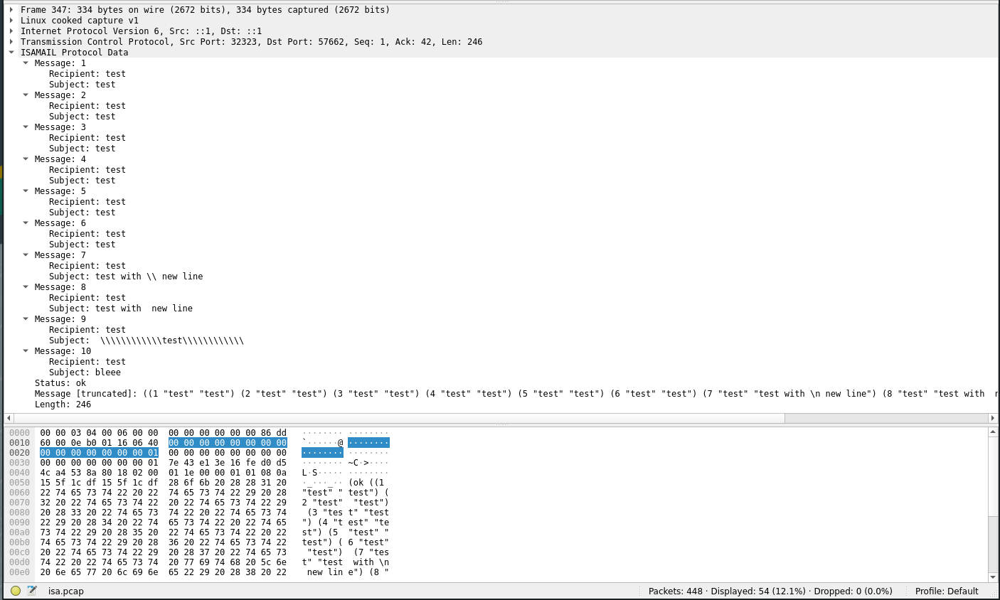 Frame 347: 334 bytes on wire (2672 bits), 334 bytes captured (2672 bits)
Linux cooked capture v1
Internet Protocol Version 6, Src: ::1, Dst: ::1
Transmission Control Protocol, Src Port: 32323, Dst Port: 57662, Seq: 1, Ack: 42, Len: 246
ISAMAIL Protocol Data
Message: 1
Recipient: test
Subject: test
Message: 2
Recipient: test
Subject: test
Message: 3
Recipient: test
Subject: test
Message: 4
Recipient: test
Subject: test
Message: 5
Recipient: test
Subject: test
Message: 6
Recipient: test
Subject: test
Message: 7
Recipient: test
Subject: test with \\ new line
Message: 8
Recipient: test
Subject: test with  new line
Message: 9
Recipient: test
Subject:  \\\\\\\\\\\\test\\\\\\\\\\\\
Message: 10
Recipient: test
Subject: bleee
Status: ok
Message [truncated]: ((1 "test" "test") (2 "test" "test") (3 "test" "test") (4 "test" "test") (5 "test" "test") (6 "test" "test") (7 "test" "test with \n new line") (8 "test" "test with
Length: 246
0000 00 00 03 04 00 06 00 00 00 00 00 00 00 00 86 dd ········ ········
0010 60 00 0e b0 01 16 06 40 00 00 00 00 00 00 00 00 `······@ ········
0020 00 00 00 00 00 00 00 01 00 00 00 00 00 00 00 00 ········ ········
0030 00 00 00 00 00 00 00 01 7e 43 e1 3e 16 fe d0 d5 ········ ~C·>····
0040 4c a4 53 8a 80 18 02 00 01 1e 00 00 01 01 08 0a L·S····· ········
0050 15 5f 1c df 15 5f 1c df 28 6f 6b 20 28 28 31 20 ·_···_·· (ok ((1
0060 22 74 65 73 74 22 20 22 74 65 73 74 22 29 20 28 "test" " test") (
0070 32 20 22 74 65 73 74 22 20 22 74 65 73 74 22 29 2 "test"  "test")
0080 20 28 33 20 22 74 65 73 74 22 20 22 74 65 73 74  (3 "tes t" "test
0090 22 29 20 28 34 20 22 74 65 73 74 22 20 22 74 65 ") (4 "t est" "te
00a0 73 74 22 29 20 28 35 20 22 74 65 73 74 22 20 22 st") (5  "test" "
00b0 74 65 73 74 22 29 20 28 36 20 22 74 65 73 74 22 test") ( 6 "test"
00c0 20 22 74 65 73 74 22 29 20 28 37 20 22 74 65 73  "test")  (7 "tes
00d0 74 22 20 22 74 65 73 74 20 77 69 74 68 20 5c 6e t" "test  with \n
00e0 20 6e 65 77 20 6c 69 6e 65 22 29 20 28 38 20 22  new lin e") (8 "
isa.pcap Packets: 448 · Displayed: 54 (12.1%) · Dropped: 0 (0.0%) Profile: Default